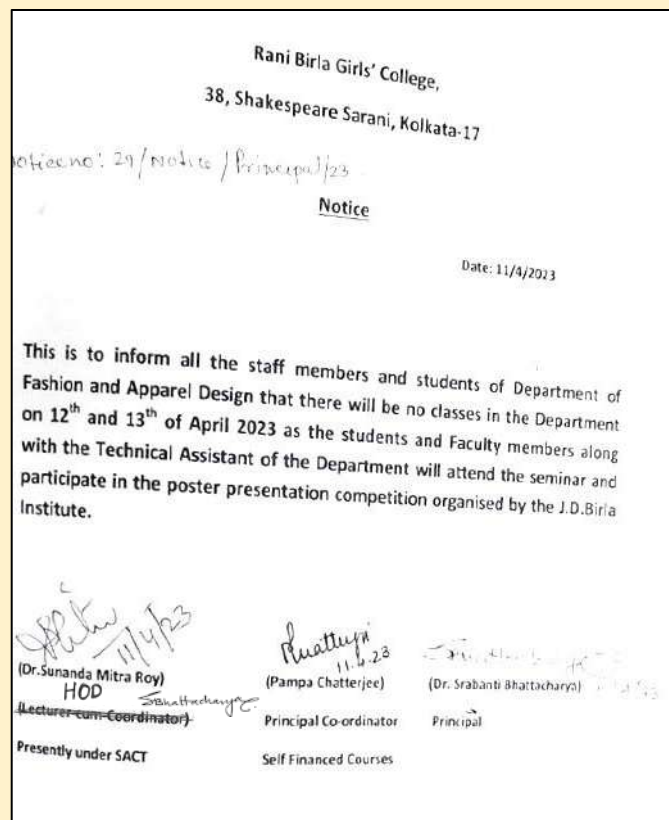 Rani Birla Girls' College,
38, Shakespeare Sarani, Kolkata-17
noticeno: 29/Notice/Principal/23
Notice
Date: 11/4/2023
This is to inform all the staff members and students of Department of
Fashion and Apparel Design that there will be no classes in the Department
on 12th and 13th of April 2023 as the students and Faculty members along
with the Technical Assistant of the Department will attend the seminar and
participate in the poster presentation competition organised by the J.D.Birla
Institute.
11/4/23 11.4.23
(Dr.Sunanda Mitra Roy) (Pampa Chatterjee) (Dr. Srabanti Bhattacharya)
HOD SBhattacharya
(Lecturer-cum-Coordinator) Principal Co-ordinator Principal
Presently under SACT Self Financed Courses